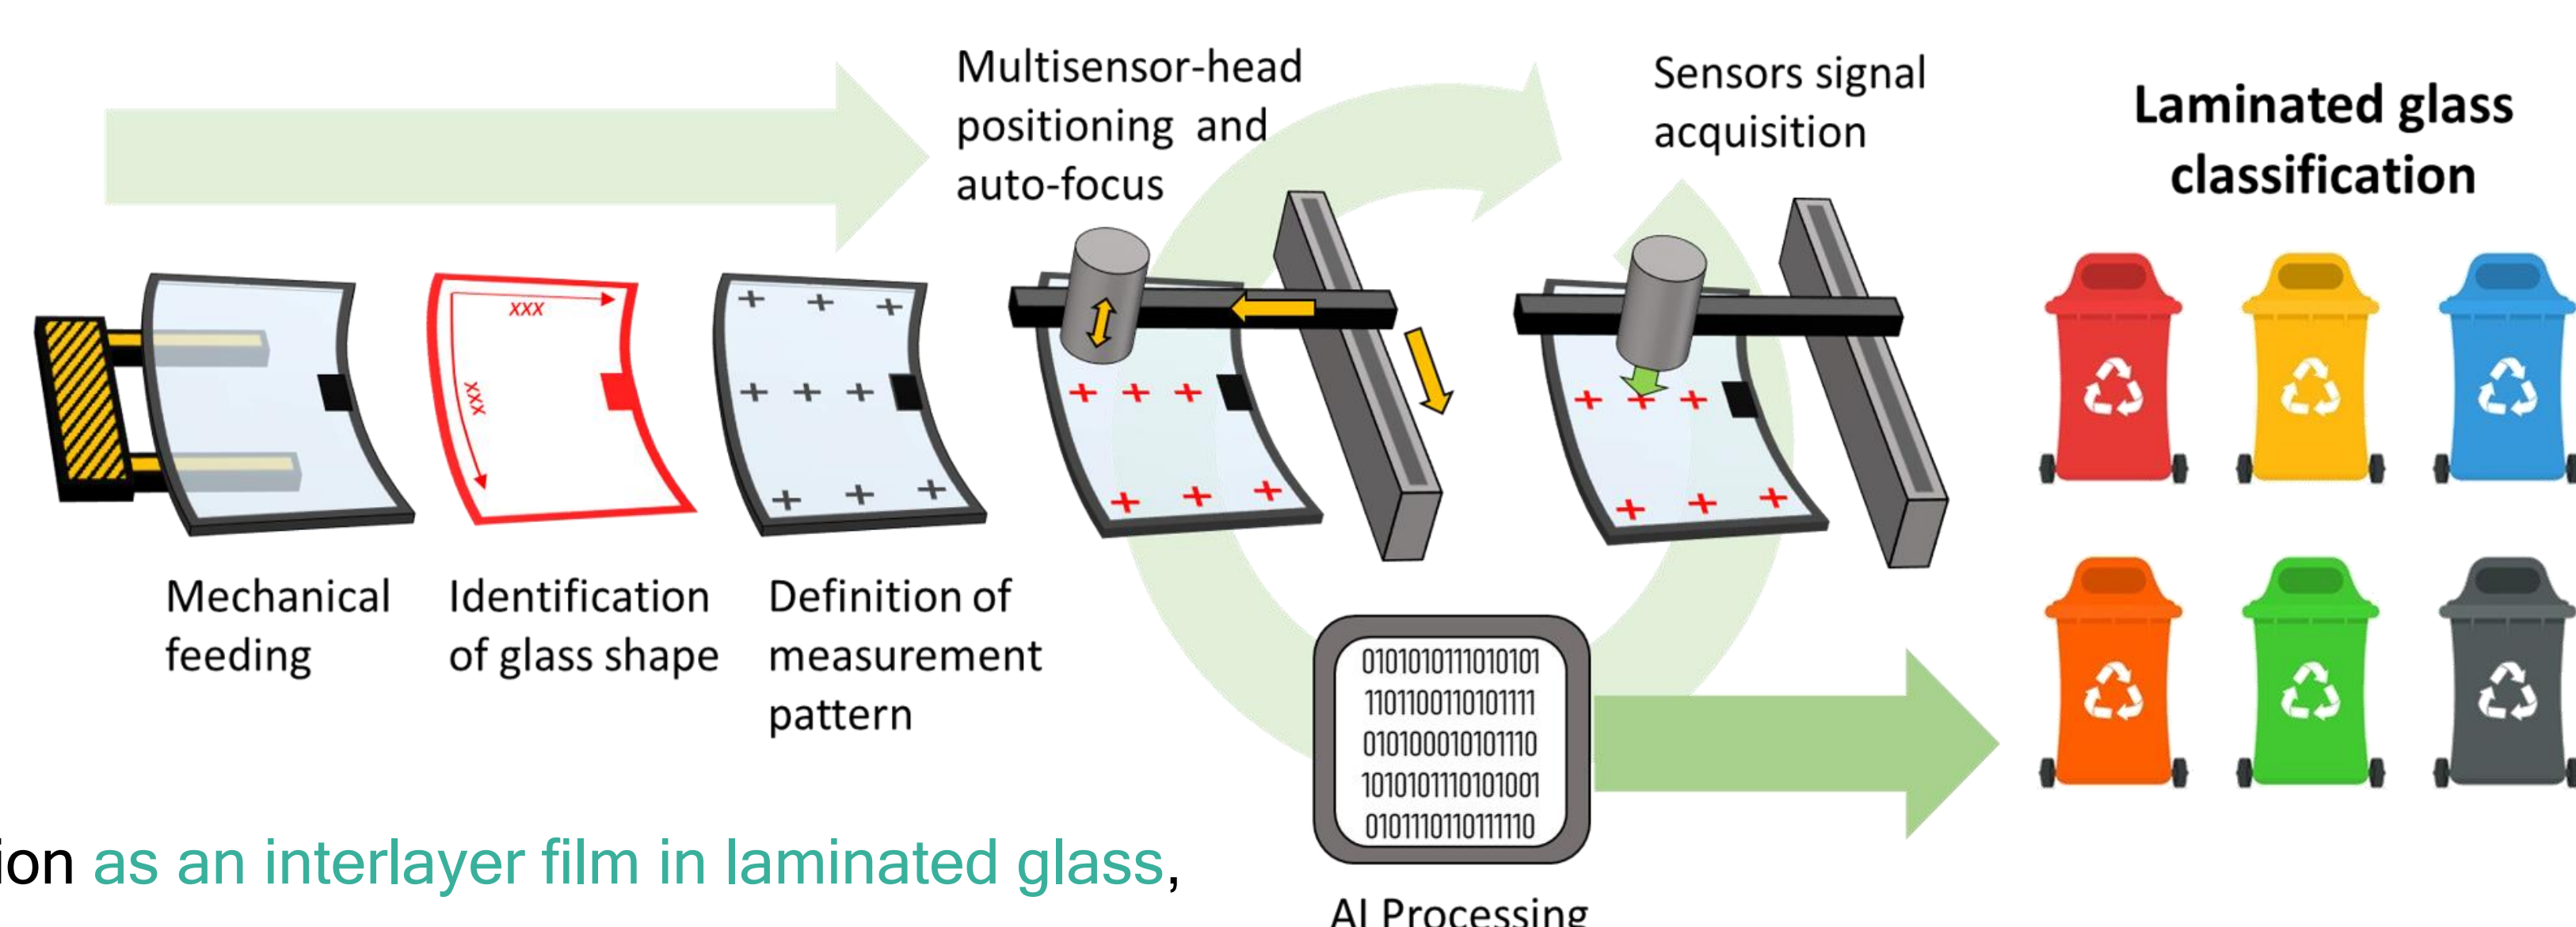 Multisensor-head
positioning and
auto-focus
Sensors signal
acquisition
Laminated glass
classification
xxx
xxx
Mechanical
feeding
Identification
of glass shape
Definition of
measurement
pattern
0101010111010101
1101100110101111
010100010101110
1010101110101001
0101110110111110
ion as an interlayer film in laminated glass,
AI Processing